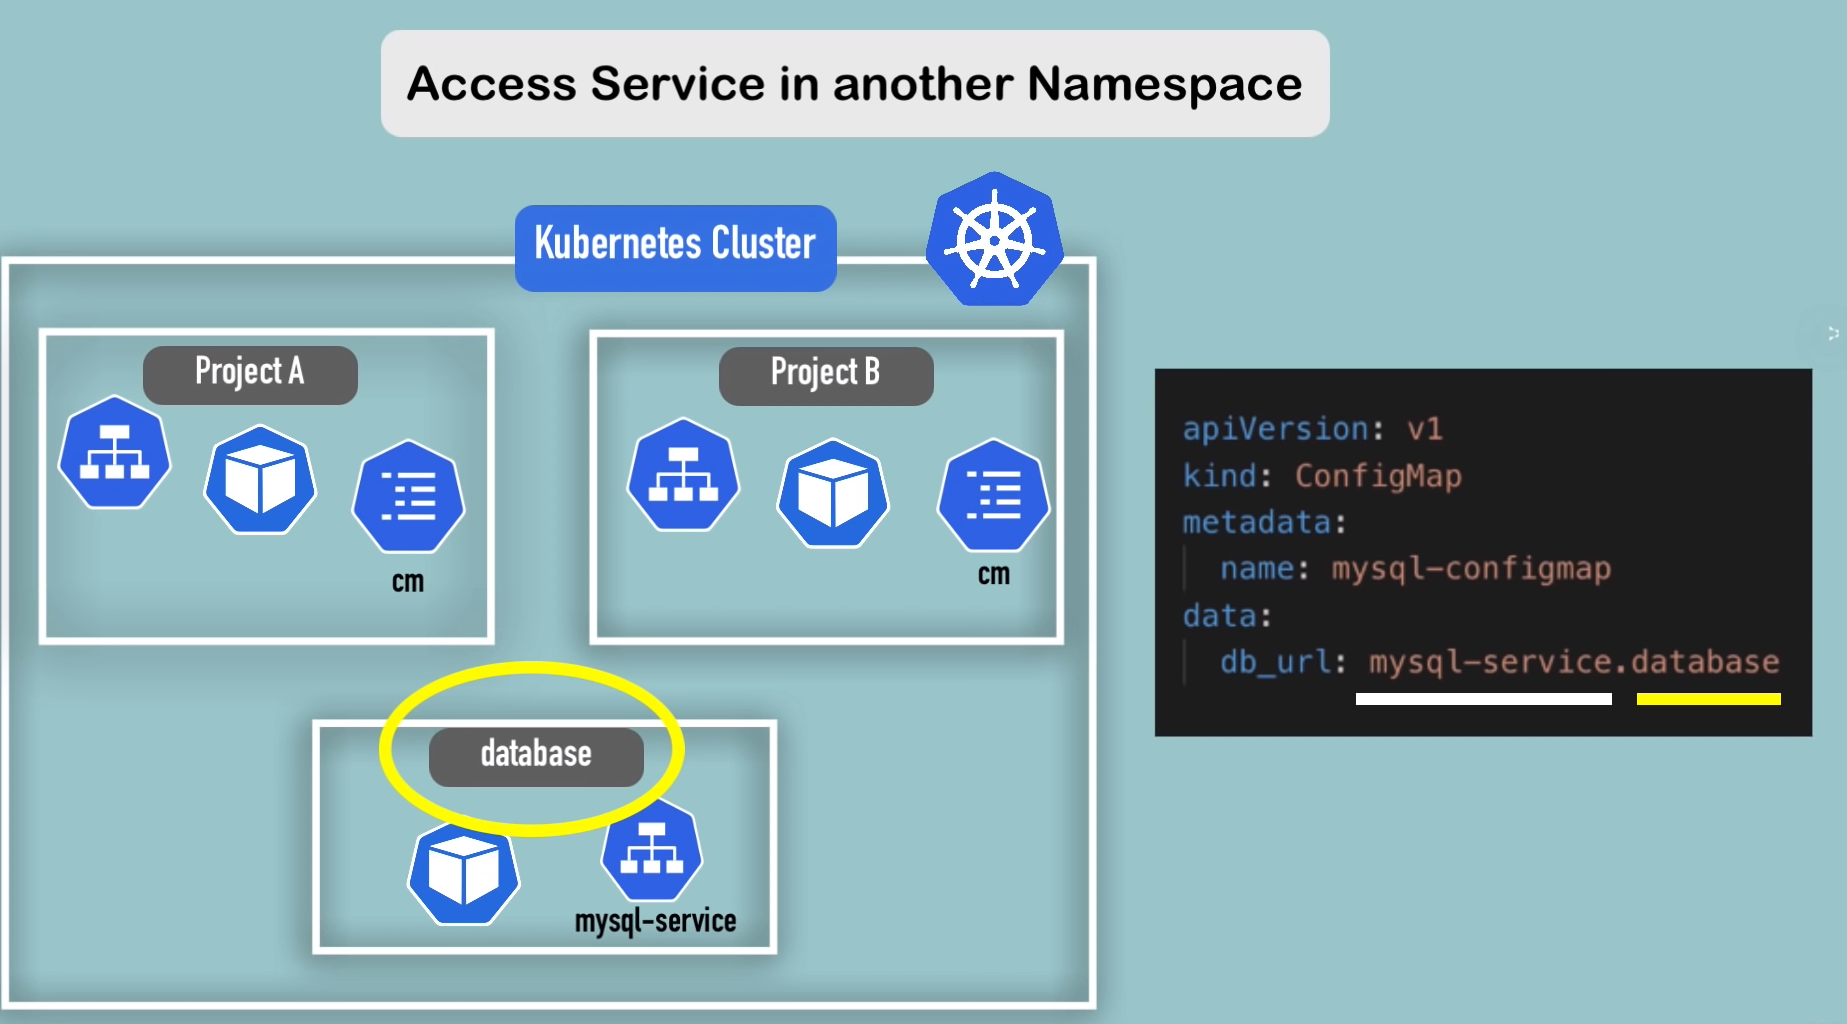 Access Service in another Namespace
Kubernetes Cluster
Project A
cm
Project B
cm
database
mysql-service
apiVersion: v1
kind: ConfigMap
metadata:
  name: mysql-configmap
data:
  db_url: mysql-service.database